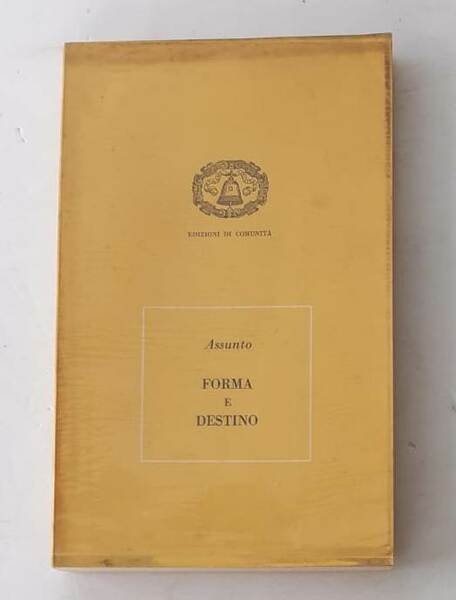 EDIZIONI DI COMUNITÀ
Assunto
FORMA
E
DESTINO